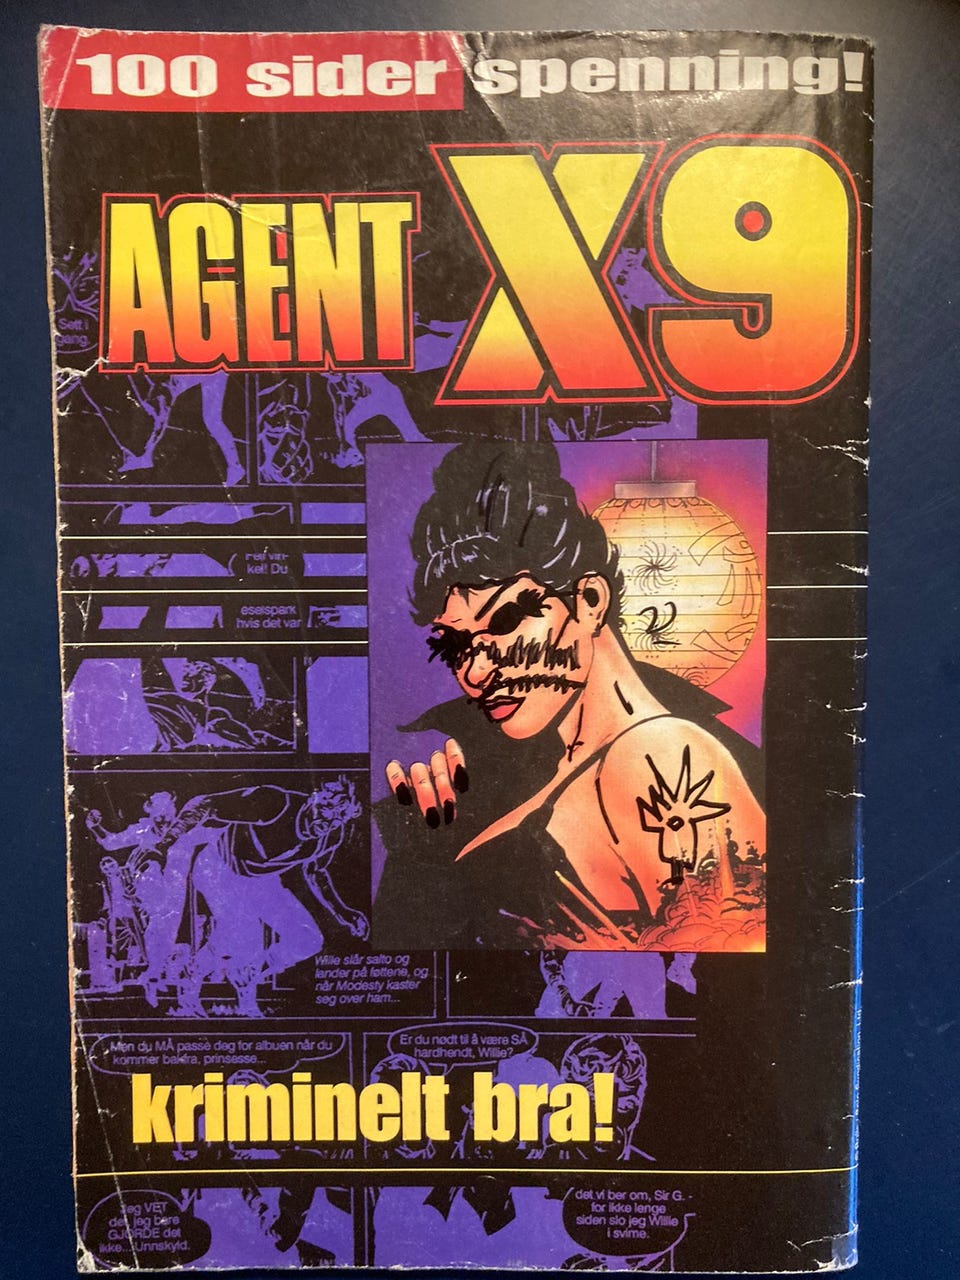 100 sider spenning!
AGENT X9
Sett i
gang.
kel! Du
eselspark
hvis det var
Wille slår salto og
lander på føttene, og
når Modesty kaster
seg over ham...
Men du MÅ passe deg for albuen når du
kommer bakfra, prinsesse...
Er du nødt til å være SÅ
hardhendt, Willie?
kriminelt bra!
Jeg VET
det, jeg bare
GJORDE det
ikke... Unnskyld.
det vi ber om, Sir G. -
for ikke lenge
siden slo jeg Willie
i svime.